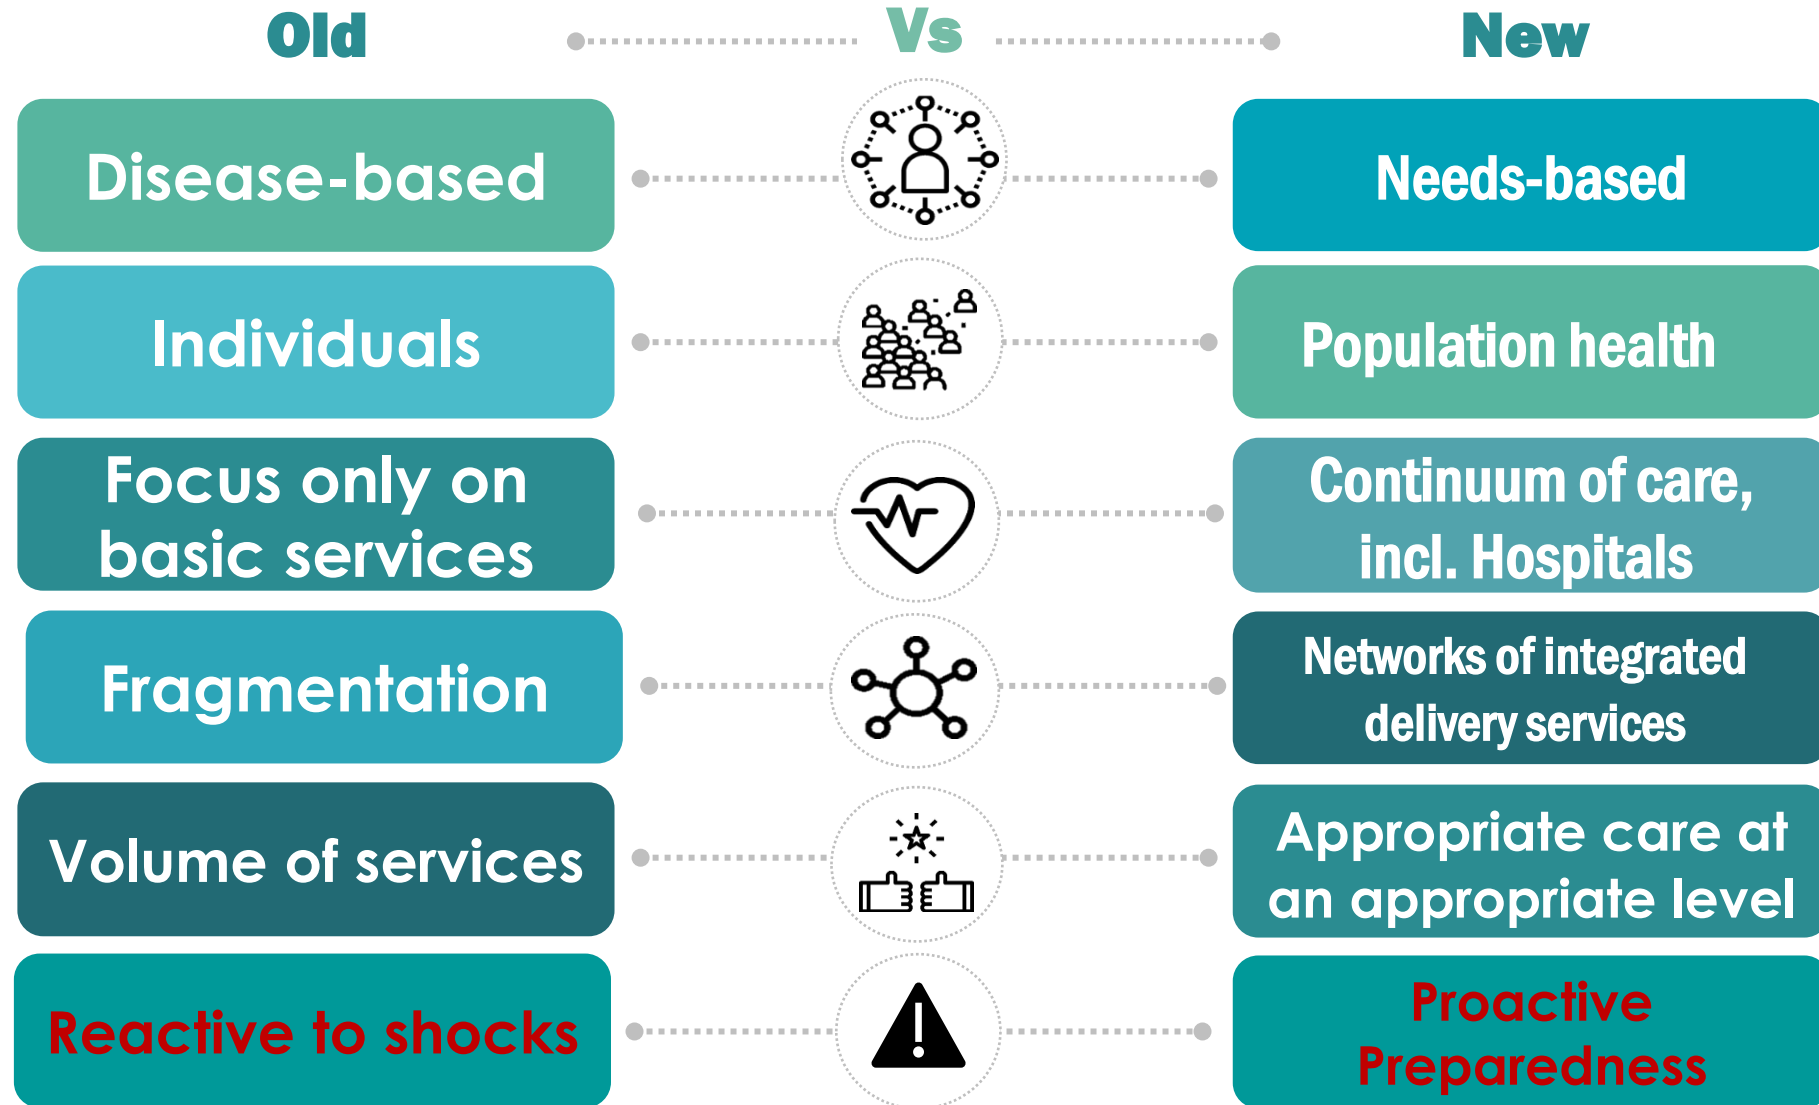 Old
Vs
New
Disease-based
Needs-based
Individuals
Population health
Focus only on
basic services
Continuum of care,
incl. Hospitals
Fragmentation
Networks of integrated
delivery services
Volume of services
Appropriate care at
an appropriate level
Reactive to shocks
Proactive
Preparedness